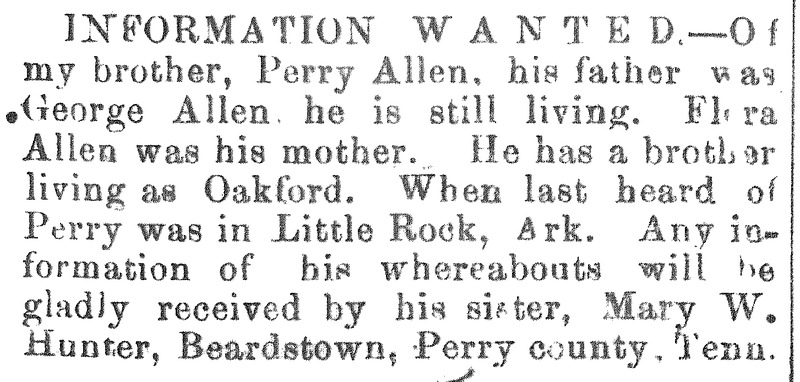 INFORMATION WANTED.—Of
my brother, Perry Allen, his father was
George Allen. he is still living. Flora
Allen was his mother. He has a brother
living as Oakford. When last heard of
Perry was in Little Rock, Ark. Any in-
formation of his whereabouts will be
gladly received by his sister, Mary W.
Hunter, Beardstown, Perry county, Tenn.